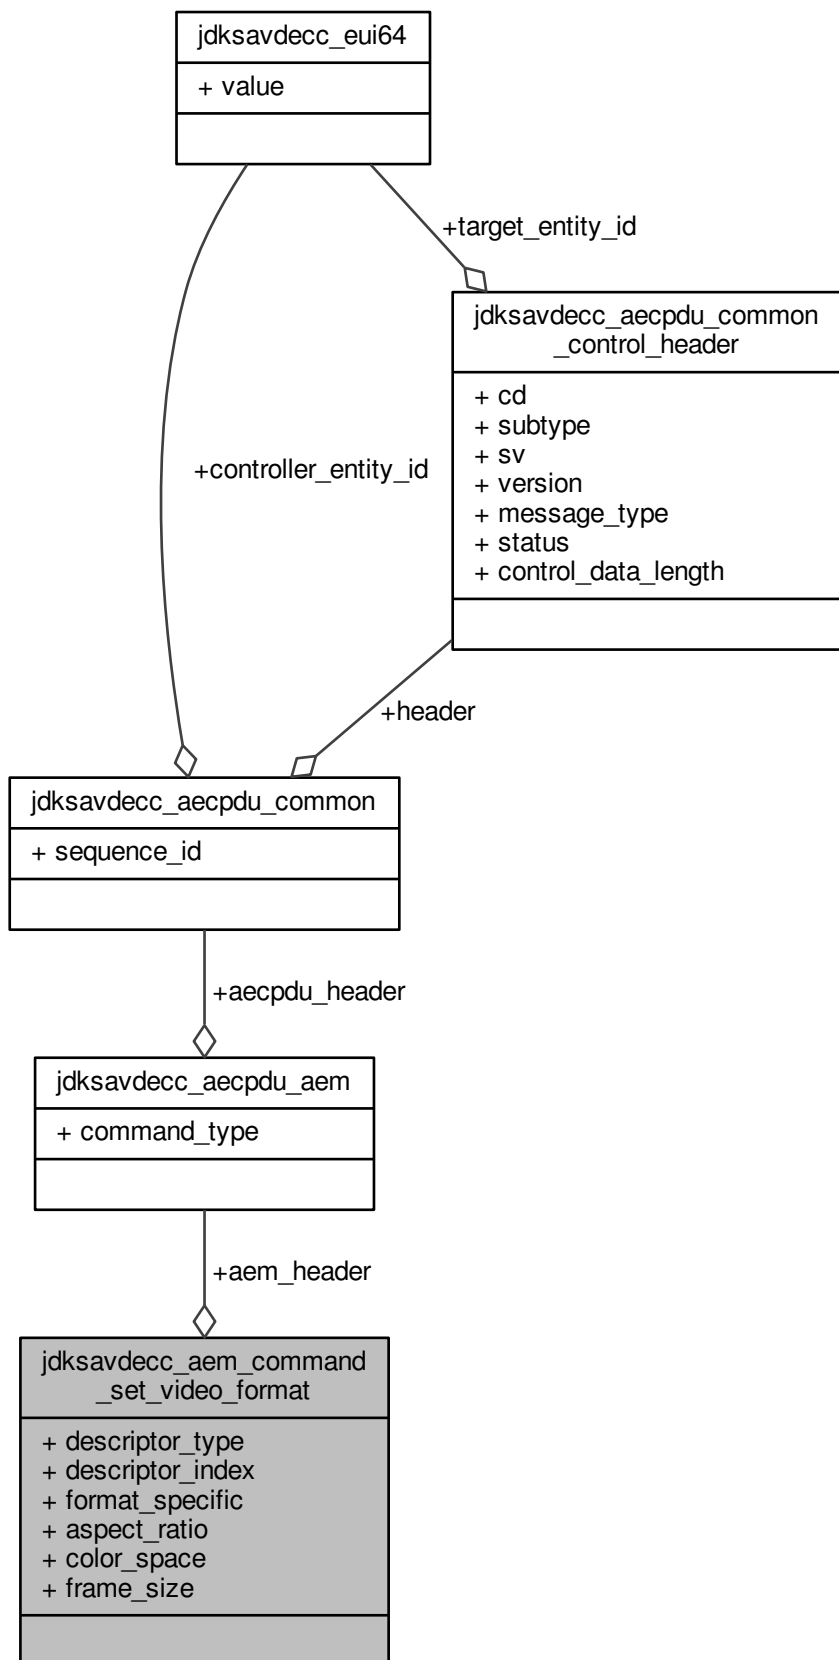 jdksavdecc_eui64
+ value
+target_entity_id
jdksavdecc_aecpdu_common
_control_header
+ cd
+ subtype
+ sv
+ version
+ message_type
+ status
+ control_data_length
+controller_entity_id
+header
jdksavdecc_aecpdu_common
+ sequence_id
+aecpdu_header
jdksavdecc_aecpdu_aem
+ command_type
+aem_header
jdksavdecc_aem_command
_set_video_format
+ descriptor_type
+ descriptor_index
+ format_specific
+ aspect_ratio
+ color_space
+ frame_size